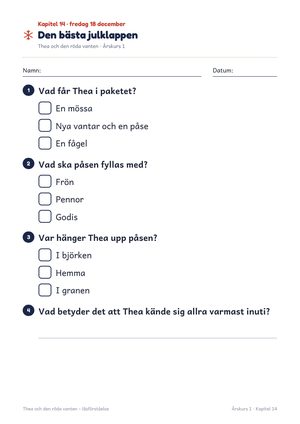 Kapitel 14 · fredag 18 december
Den bästa julklappen
Thea och den röda vanten · Årskurs 1
Namn:
Datum:
1 Vad får Thea i paketet?
En mössa
Nya vantar och en påse
En fågel
2 Vad ska påsen fyllas med?
Frön
Pennor
Godis
3 Var hänger Thea upp påsen?
I björken
Hemma
I granen
4 Vad betyder det att Thea kände sig allra varmast inuti?
Thea och den röda vanten – läsförståelse
Årskurs 1 · Kapitel 14